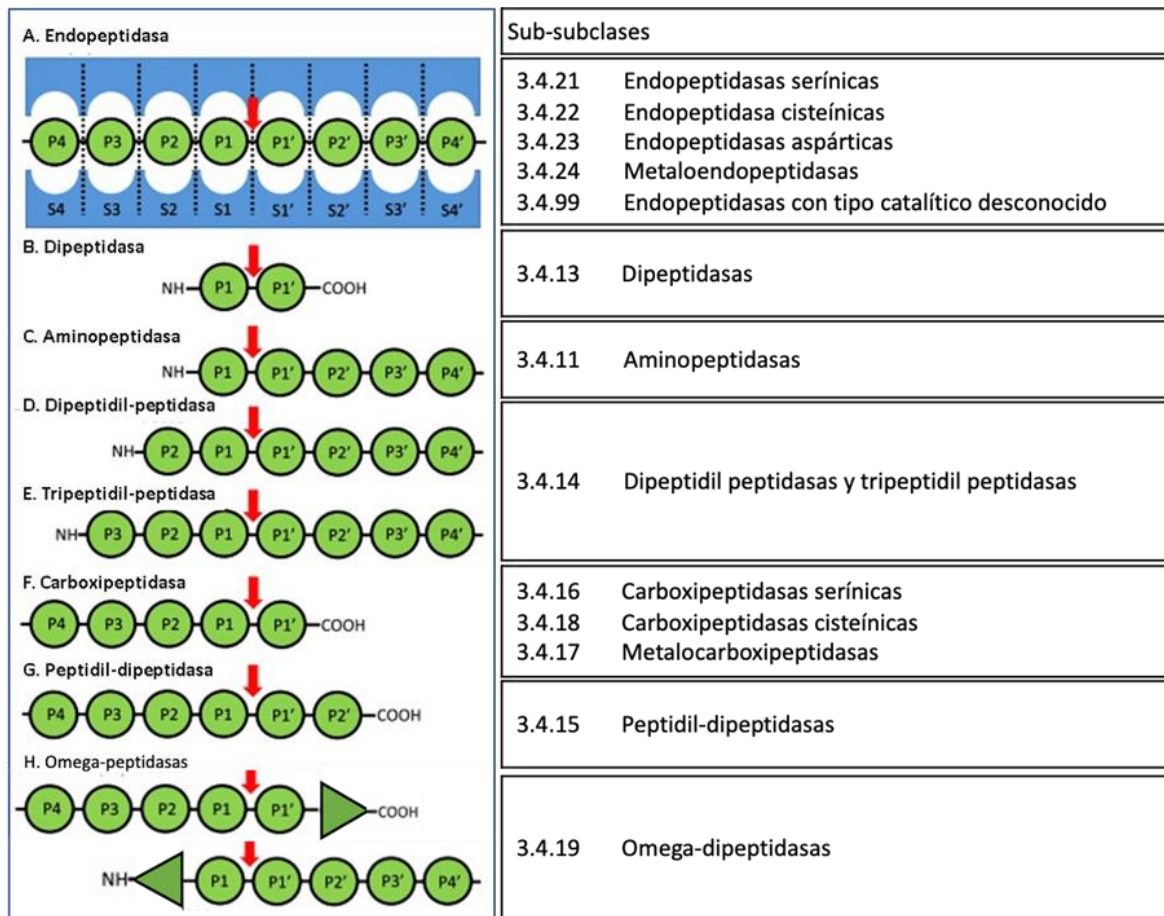 A. Endopeptidasa
P4 P3 P2 P1 P1' P2' P3' P4'
S4 S3 S2 S1 S1' S2' S3' S4'
B. Dipeptidasa
NH P1 P1' COOH
C. Aminopeptidasa
NH P1 P1' P2' P3' P4'
D. Dipeptidil-peptidasa
NH P2 P1 P1' P2' P3' P4'
E. Tripeptidil-peptidasa
NH P3 P2 P1 P1' P2' P3' P4'
F. Carboxipeptidasa
P4 P3 P2 P1 P1' COOH
G. Peptidil-dipeptidasa
P4 P3 P2 P1 P1' P2' COOH
H. Omega-peptidasas
P4 P3 P2 P1 P1' COOH
NH P1 P1' P2' P3' P4'
Sub-subclases
3.4.21 Endopeptidasas serínicas
3.4.22 Endopeptidasa cisteínicas
3.4.23 Endopeptidasas aspárticas
3.4.24 Metaloendopeptidasas
3.4.99 Endopeptidasas con tipo catalítico desconocido
3.4.13 Dipeptidasas
3.4.11 Aminopeptidasas
3.4.14 Dipeptidil peptidasas y tripeptidil peptidasas
3.4.16 Carboxipeptidasas serínicas
3.4.18 Carboxipeptidasas cisteínicas
3.4.17 Metalocarboxipeptidasas
3.4.15 Peptidil-dipeptidasas
3.4.19 Omega-dipeptidasas